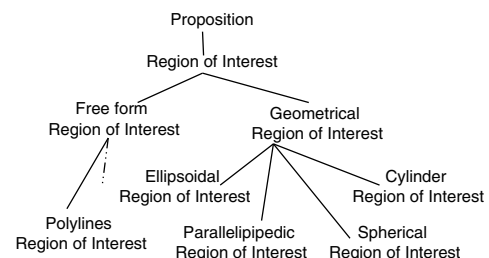 Proposition
Region of Interest
Free form
Region of Interest
Geometrical
Region of Interest
Ellipsoidal
Region of Interest
Cylinder
Region of Interest
Polylines
Region of Interest
Parallelipipedic
Region of Interest
Spherical
Region of Interest